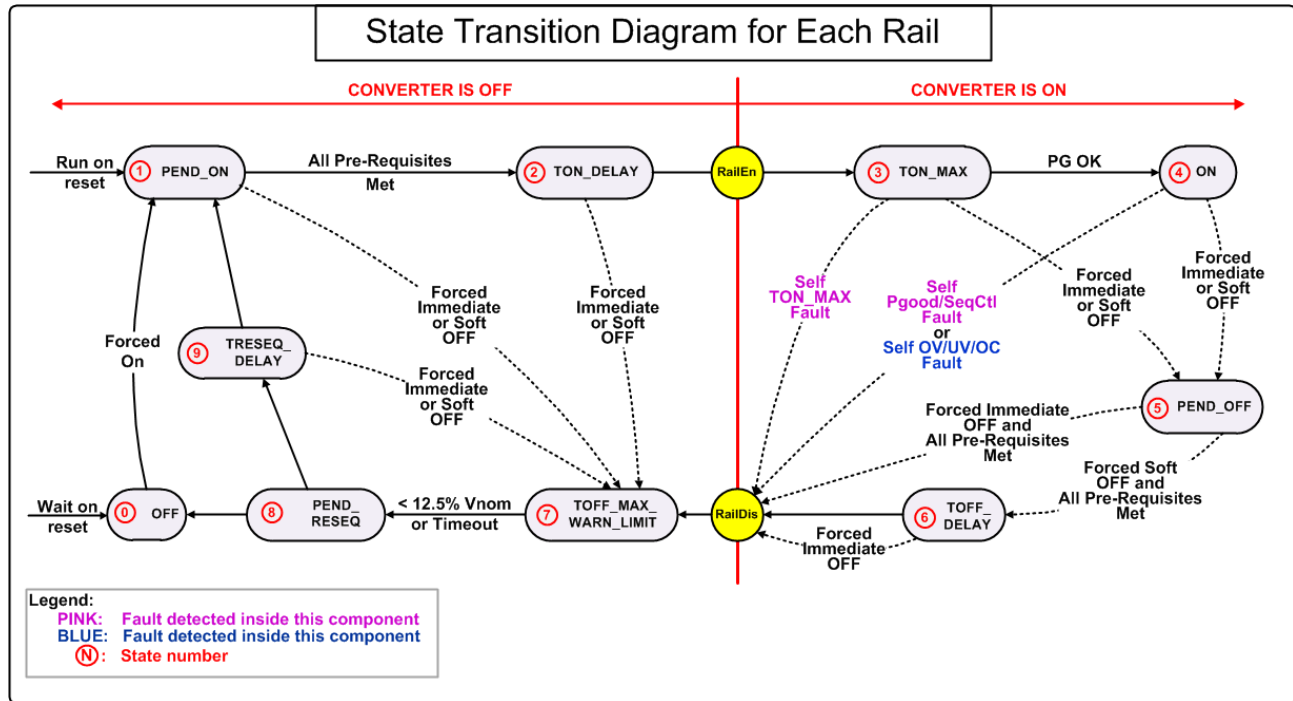 State Transition Diagram for Each Rail
CONVERTER IS OFF
CONVERTER IS ON
Run on
reset
1
PEND_ON
All Pre-Requisites
Met
2
TON_DELAY
RailEn
3
TON_MAX
PG OK
4
ON
Forced
On
9
TRESEQ_
DELAY
Forced
Immediate
or Soft
OFF
Forced
Immediate
or Soft
OFF
Forced
Immediate
or Soft
OFF
Self
TON_MAX
Fault
Self
Pgood/SeqCtl
Fault
or
Self OV/UV/OC
Fault
Forced
Immediate
or Soft
OFF
Forced
Immediate
or Soft
OFF
5
PEND_OFF
Forced Immediate
OFF and
All Pre-Requisites
Met
Forced Soft
OFF and
All Pre-Requisites
Met
Wait on
reset
0
OFF
8
PEND_
RESEQ
< 12.5% Vnom
or Timeout
7
TOFF_MAX_
WARN_LIMIT
RailDis
6
TOFF_
DELAY
Forced
Immediate
OFF
Legend:
PINK: Fault detected inside this component
BLUE: Fault detected inside this component
N : State number